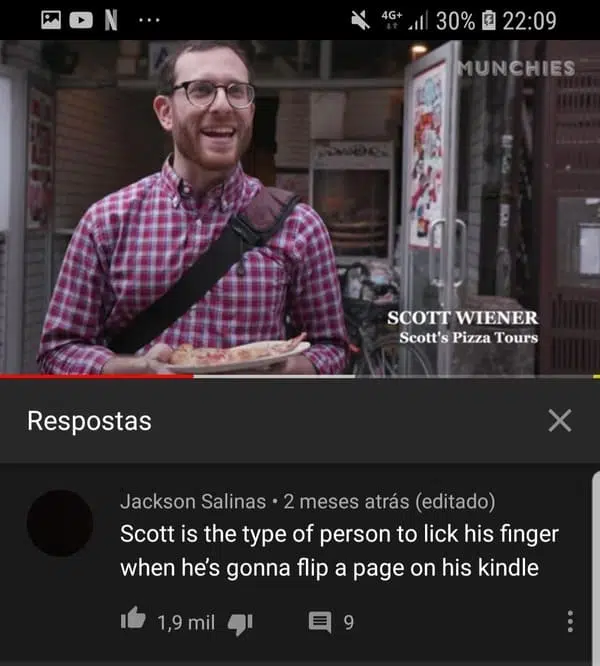 4G+ 30% 22:09
MUNCHIES
SCOTT WIENER
Scott's Pizza Tours
Respostas
Jackson Salinas • 2 meses atrás (editado)
Scott is the type of person to lick his finger
when he's gonna flip a page on his kindle
1,9 mil 9